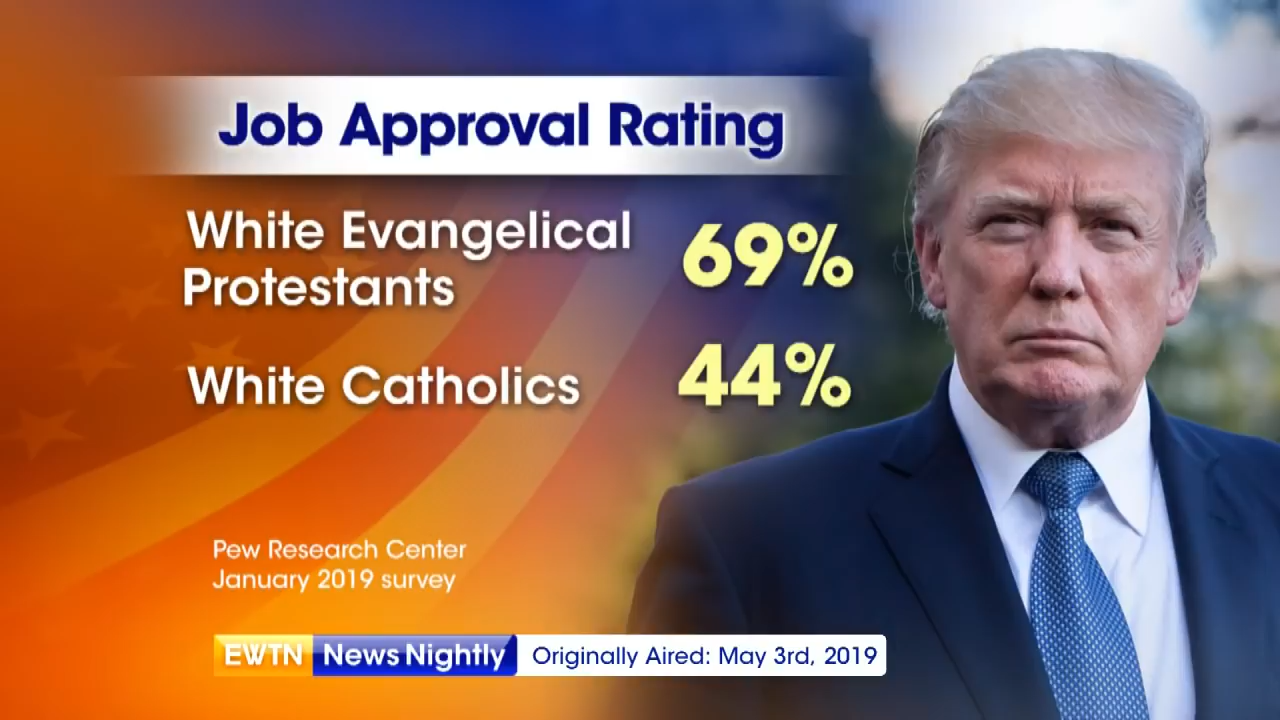 Job Approval Rating
White Evangelical 69%
Protestants
White Catholics 44%
Pew Research Center
January 2019 survey
EWTN News Nightly Originally Aired: May 3rd, 2019